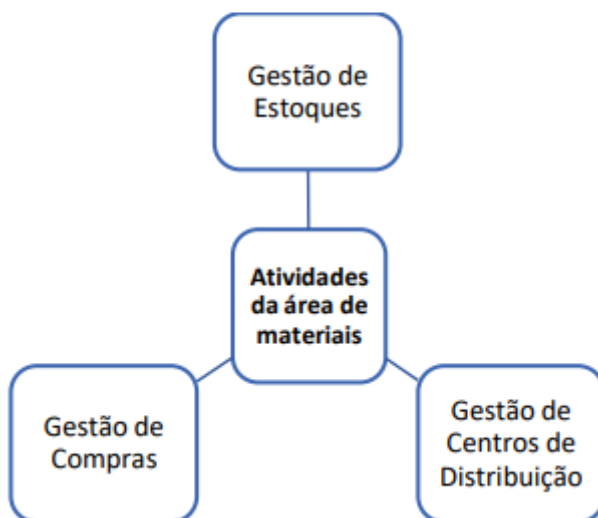 Gestão de
Estoques
Atividades
da área de
materiais
Gestão de
Compras
Gestão de
Centros de
Distribuição